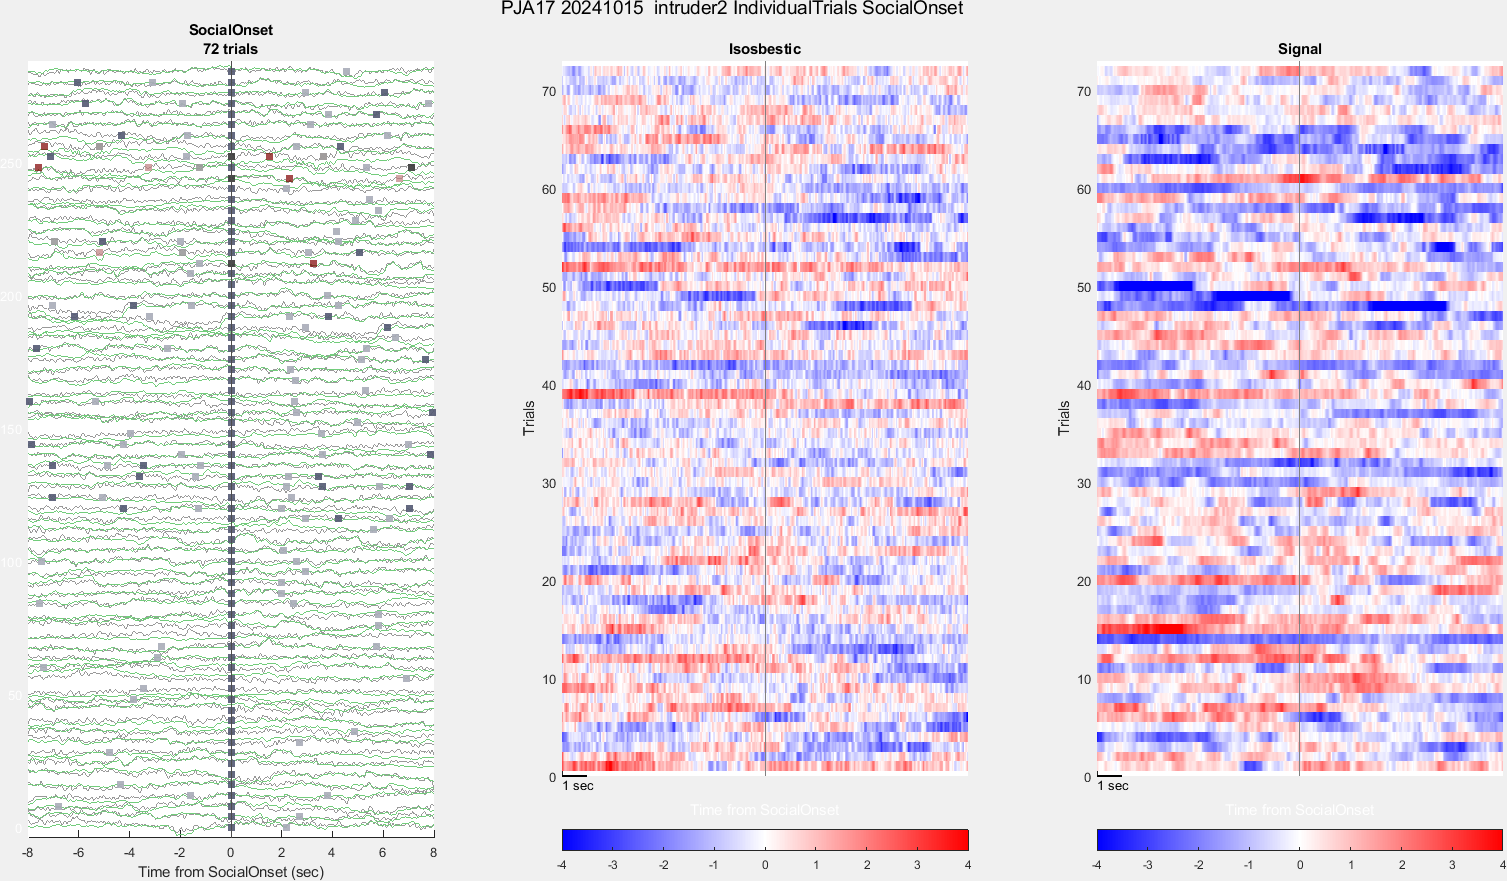 PJA17 20241015  intruder2 IndividualTrials SocialOnset
SocialOnset
72 trials
250
200
150
100
50
0
-8 -6 -4 -2 0 2 4 6 8
Time from SocialOnset (sec)
Isosbestic
Trials
70
60
50
40
30
20
10
0
1 sec
Time from SocialOnset
-4 -3 -2 -1 0 1 2 3 4
Signal
Trials
70
60
50
40
30
20
10
0
1 sec
Time from SocialOnset
-4 -3 -2 -1 0 1 2 3 4